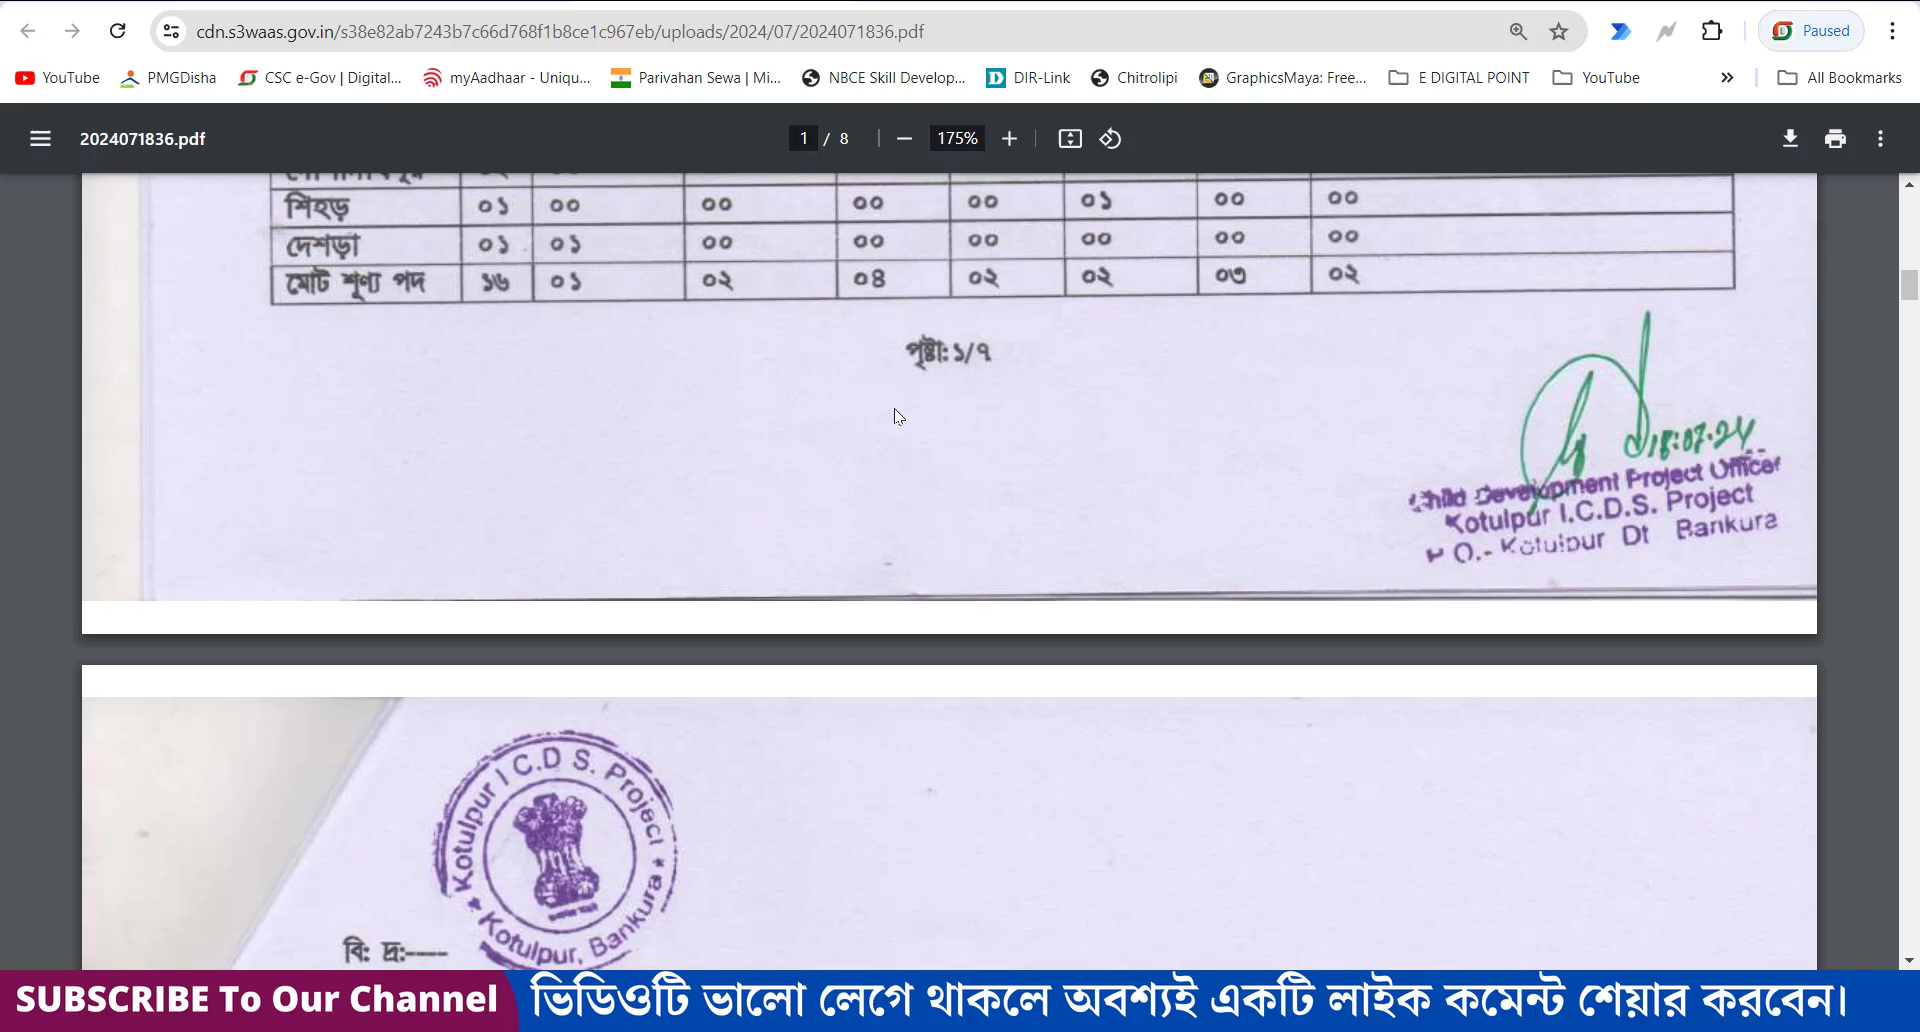 cdn.s3waas.gov.in/s38e82ab7243b7c66d768f1b8ce1c967eb/uploads/2024/07/2024071836.pdf
Paused
YouTube
PMGDisha
CSC e-Gov | Digital...
myAadhaar - Uniqu...
Parivahan Sewa | Mi...
NBCE Skill Develop...
DIR-Link
Chitrolipi
GraphicsMaya: Free...
E DIGITAL POINT
YouTube
All Bookmarks
2024071836.pdf
1 / 8
175%
শিহড় ০১ ০০ ০০ ০০ ০০ ০১ ০০ ০০
দেশড়া ০১ ০১ ০০ ০০ ০০ ০০ ০০ ০০
মোট শূণ্য পদ ১৬ ০১ ০২ ০৪ ০২ ০২ ০৩ ০২
পৃষ্টা: ১/৭
18.07.24
Child Development Project Officer
Kotulpur I.C.D.S. Project
O.- Kotulpur Dt Bankura
Kotulpur I C.D S. Project
* Kotulpur, Bankura *
বি: দ্র:----
SUBSCRIBE To Our Channel
ভিডিওটি ভালো লেগে থাকলে অবশ্যই একটি লাইক কমেন্ট শেয়ার করবেন।